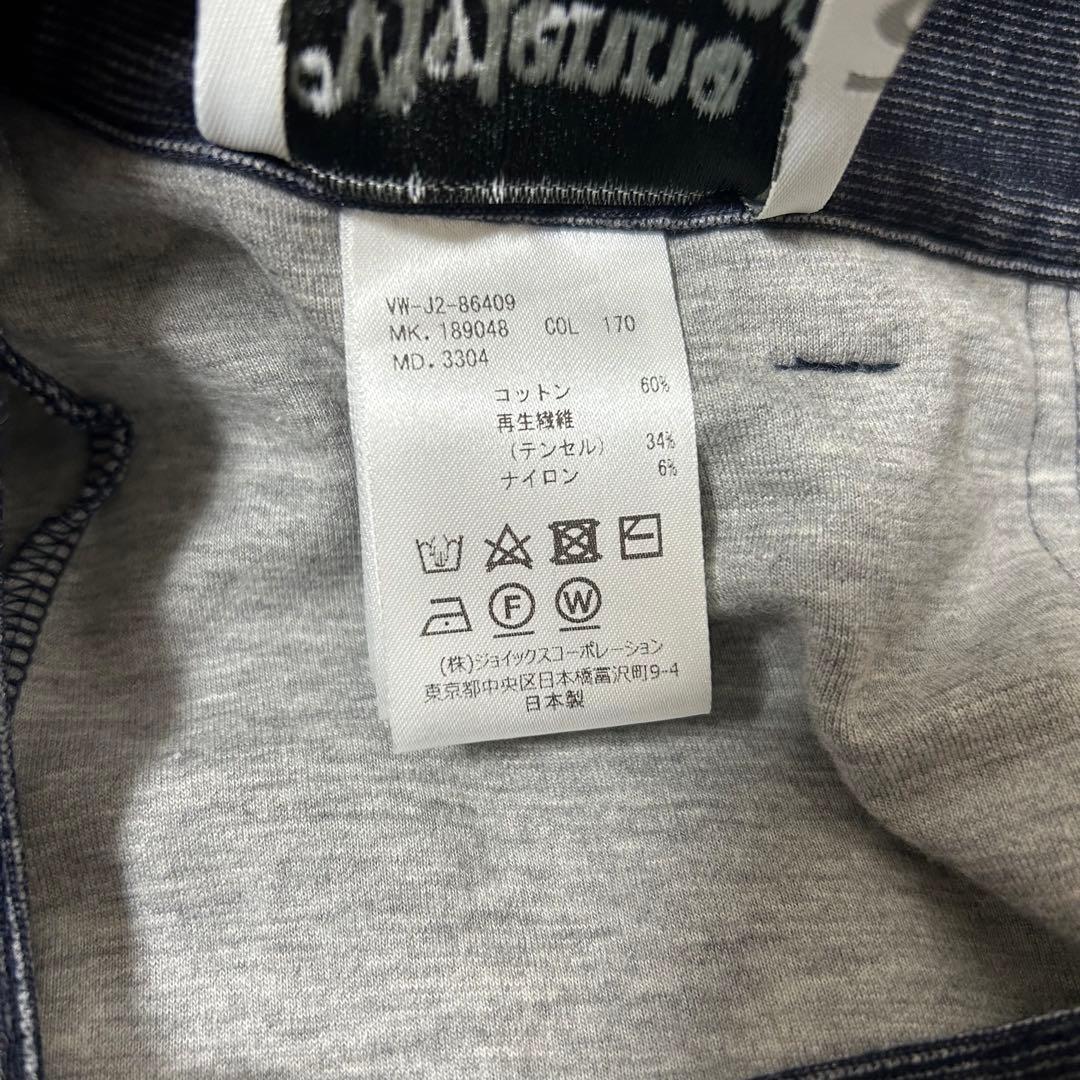 VW-J2-86409
MK. 189048 COL 170
MD. 3304
コットン 60%
再生繊維
(テンセル) 34%
ナイロン 6%
F W
(株)ジョイックスコーポレーション
東京都中央区日本橋富沢町9-4
日本製